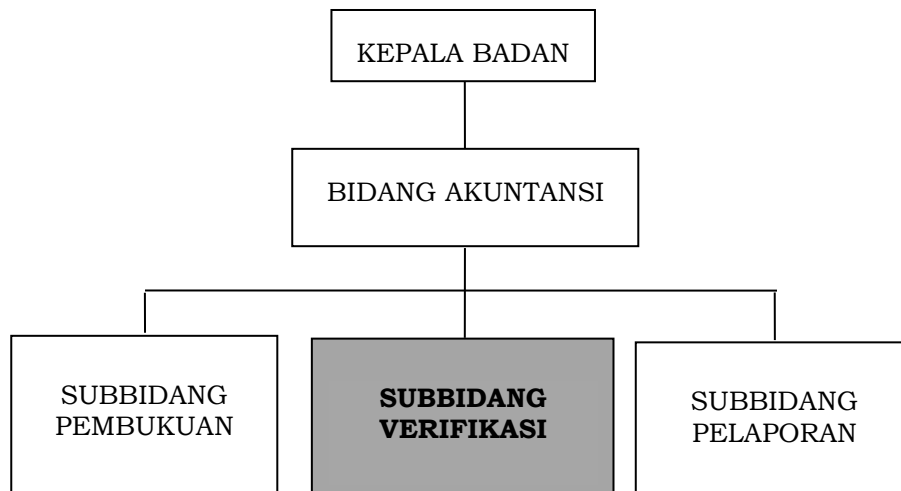 KEPALA BADAN
BIDANG AKUNTANSI
SUBBIDANG
PEMBUKUAN
SUBBIDANG
VERIFIKASI
SUBBIDANG
PELAPORAN